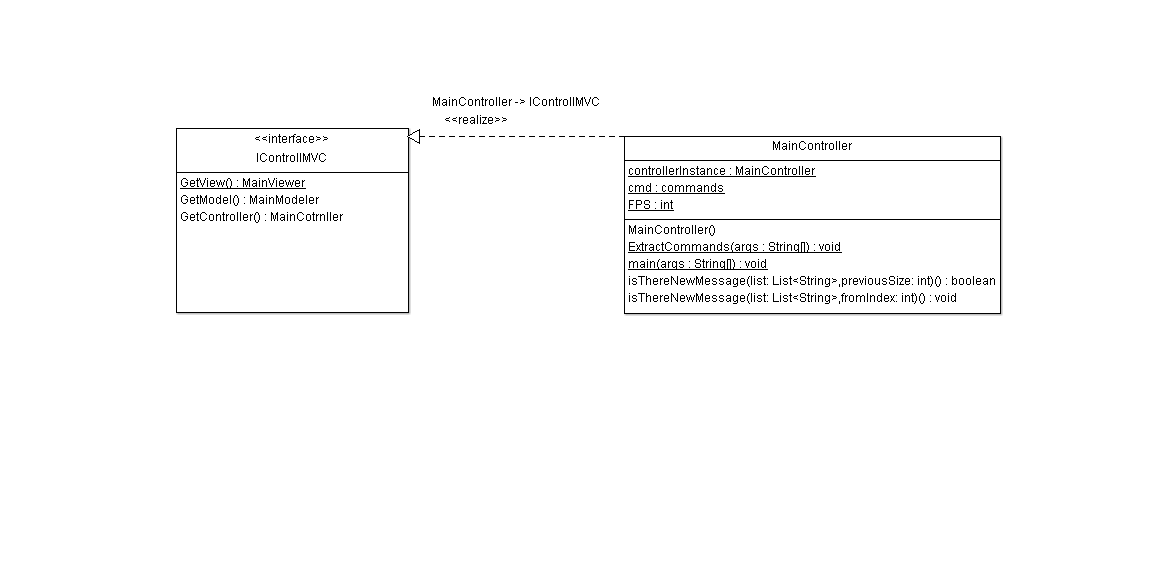 MainController -> IControllMVC
<<realize>>
<<interface>>
IControllMVC
GetView() : MainViewer
GetModel() : MainModeler
GetController() : MainCotrnller
MainController
controllerInstance : MainController
cmd : commands
FPS : int
MainController()
ExtractCommands(args : String[]) : void
main(args : String[]) : void
isThereNewMessage(list: List<String>,previousSize: int)() : boolean
isThereNewMessage(list: List<String>,fromIndex: int)() : void